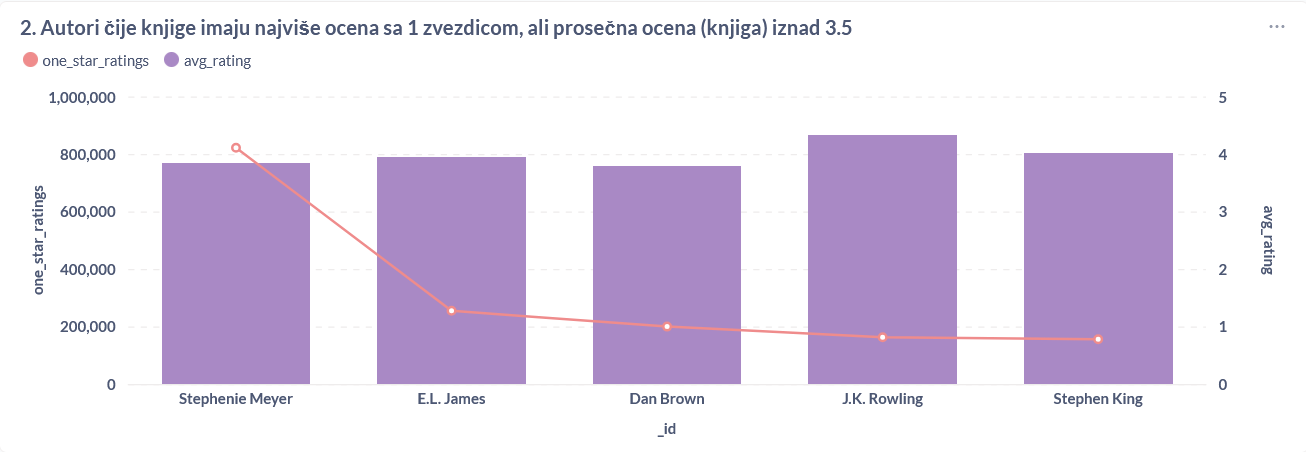 2. Autori čije knjige imaju najviše ocena sa 1 zvezdicom, ali prosečna ocena (knjiga) iznad 3.5
one_star_ratings avg_rating
1,000,000 5
800,000 4
600,000 3
400,000 2
200,000 1
0 0
one_star_ratings
avg_rating
Stephenie Meyer E.L. James Dan Brown J.K. Rowling Stephen King
_id